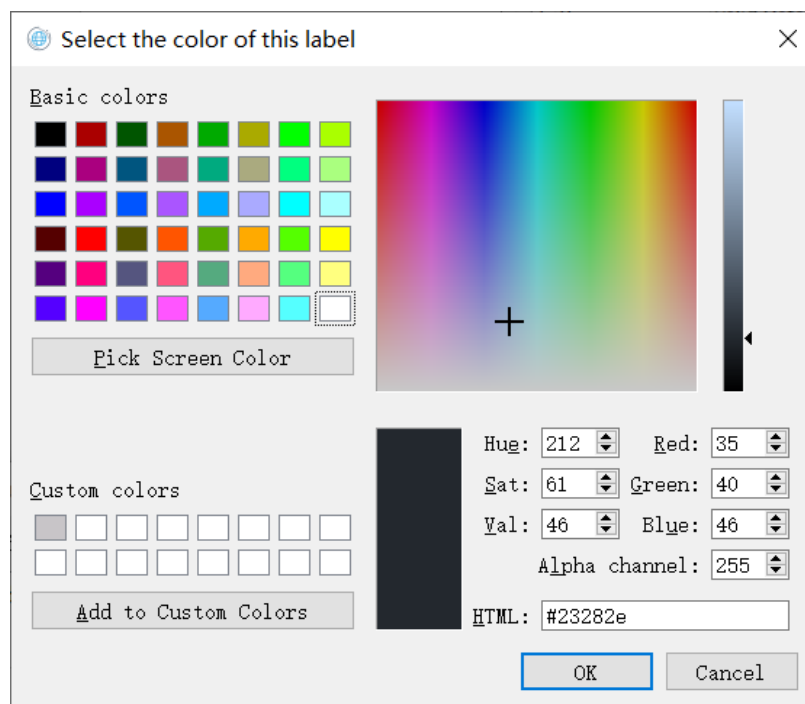 Select the color of this label
Basic colors
Pick Screen Color
Custom colors
Add to Custom Colors
Hue: 212 Red: 35
Sat: 61 Green: 40
Val: 46 Blue: 46
Alpha channel: 255
HTML: #23282e
OK Cancel